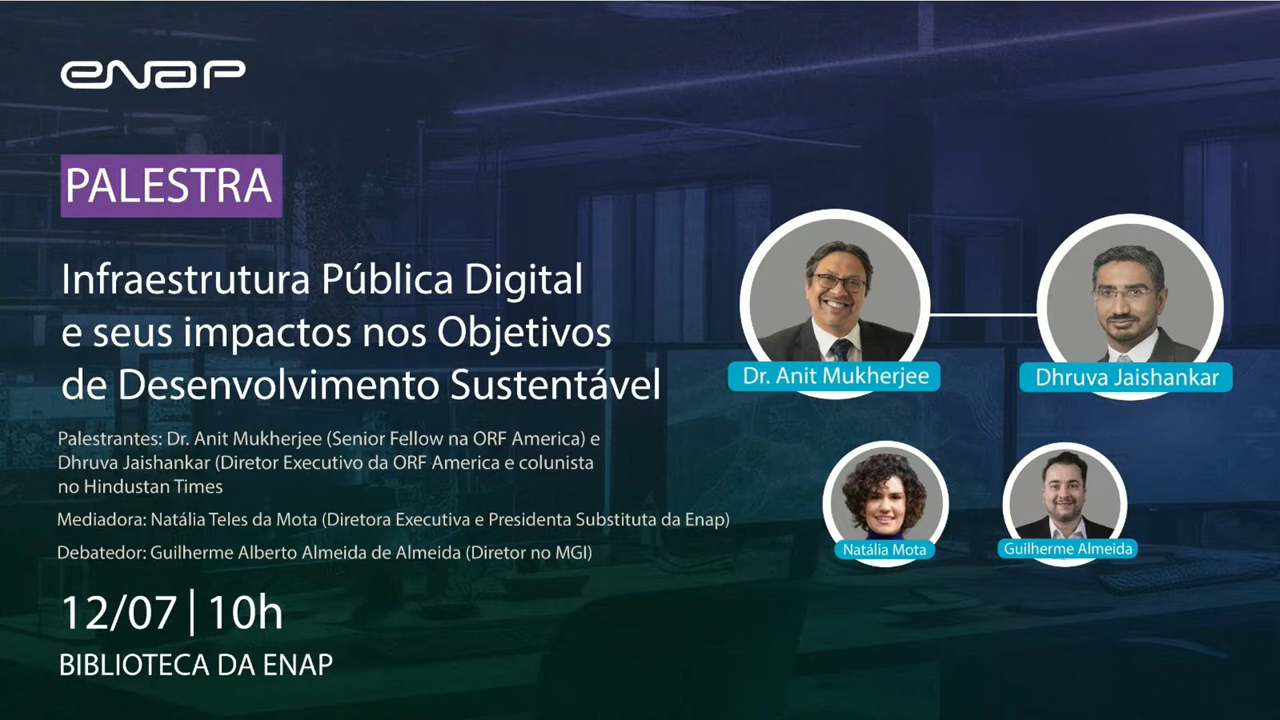 enap
PALESTRA
Infraestrutura Pública Digital
e seus impactos nos Objetivos
de Desenvolvimento Sustentável
Palestrantes: Dr. Anit Mukherjee (Senior Fellow na ORF America) e
Dhruva Jaishankar (Diretor Executivo da ORF America e colunista
no Hindustan Times
Mediadora: Natália Teles da Mota (Diretora Executiva e Presidenta Substituta da Enap)
Debatedor: Guilherme Alberto Almeida de Almeida (Diretor no MGI)
12/07 | 10h
BIBLIOTECA DA ENAP
Dr. Anit Mukherjee
Dhruva Jaishankar
Natália Mota
Guilherme Almeida